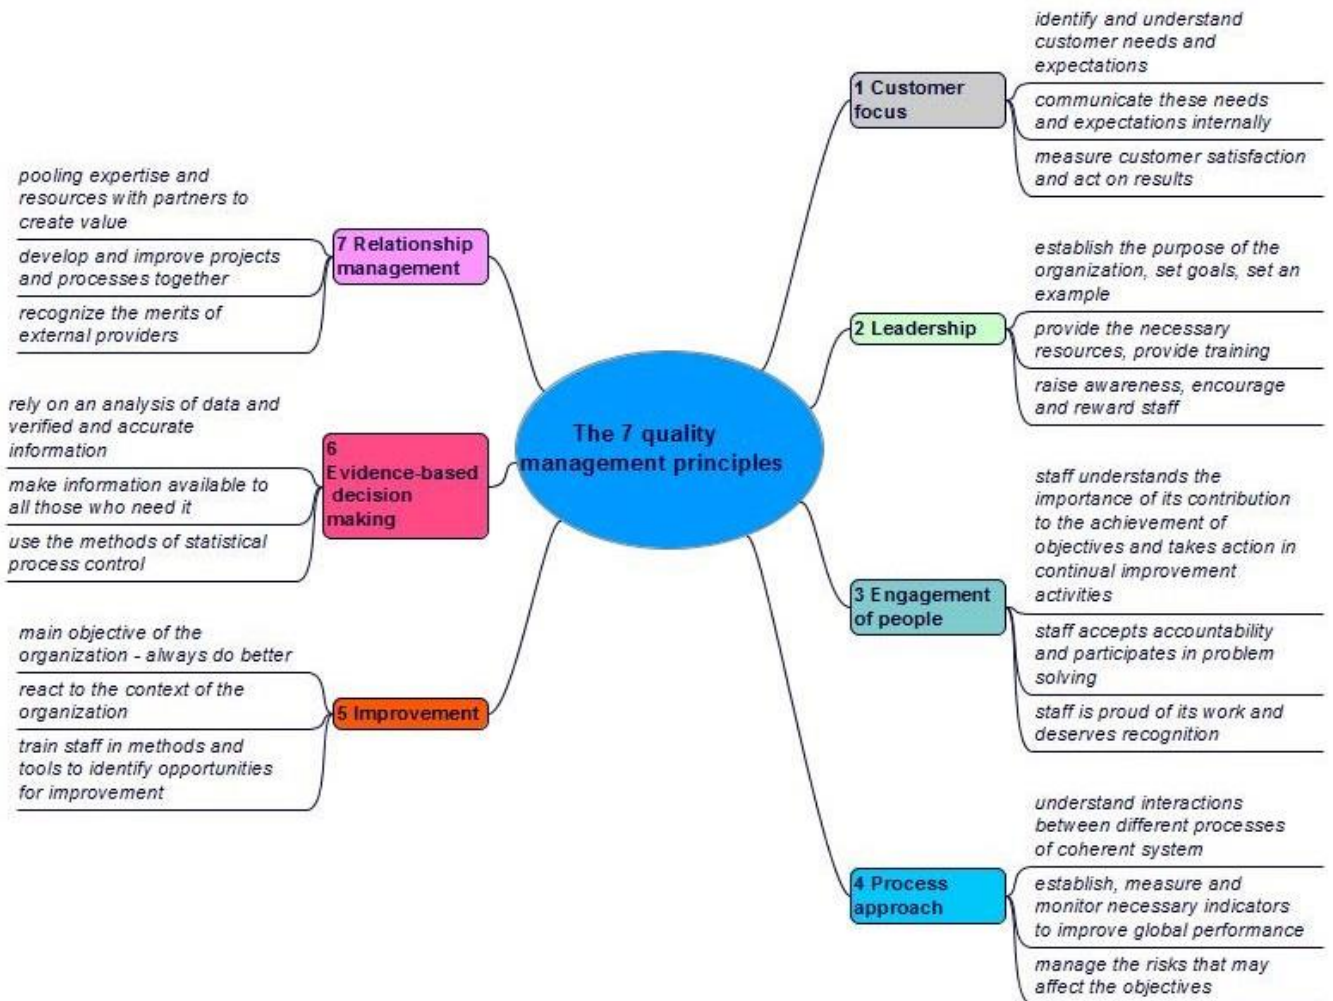 The 7 quality
management principles
1 Customer
focus
identify and understand
customer needs and
expectations
communicate these needs
and expectations internally
measure customer satisfaction
and act on results
2 Leadership
establish the purpose of the
organization, set goals, set an
example
provide the necessary
resources, provide training
raise awareness, encourage
and reward staff
3 Engagement
of people
staff understands the
importance of its contribution
to the achievement of
objectives and takes action in
continual improvement
activities
staff accepts accountability
and participates in problem
solving
staff is proud of its work and
deserves recognition
4 Process
approach
understand interactions
between different processes
of coherent system
establish, measure and
monitor necessary indicators
to improve global performance
manage the risks that may
affect the objectives
5 Improvement
main objective of the
organization - always do better
react to the context of the
organization
train staff in methods and
tools to identify opportunities
for improvement
6
Evidence-based
decision
making
rely on an analysis of data and
verified and accurate
information
make information available to
all those who need it
use the methods of statistical
process control
7 Relationship
management
pooling expertise and
resources with partners to
create value
develop and improve projects
and processes together
recognize the merits of
external providers